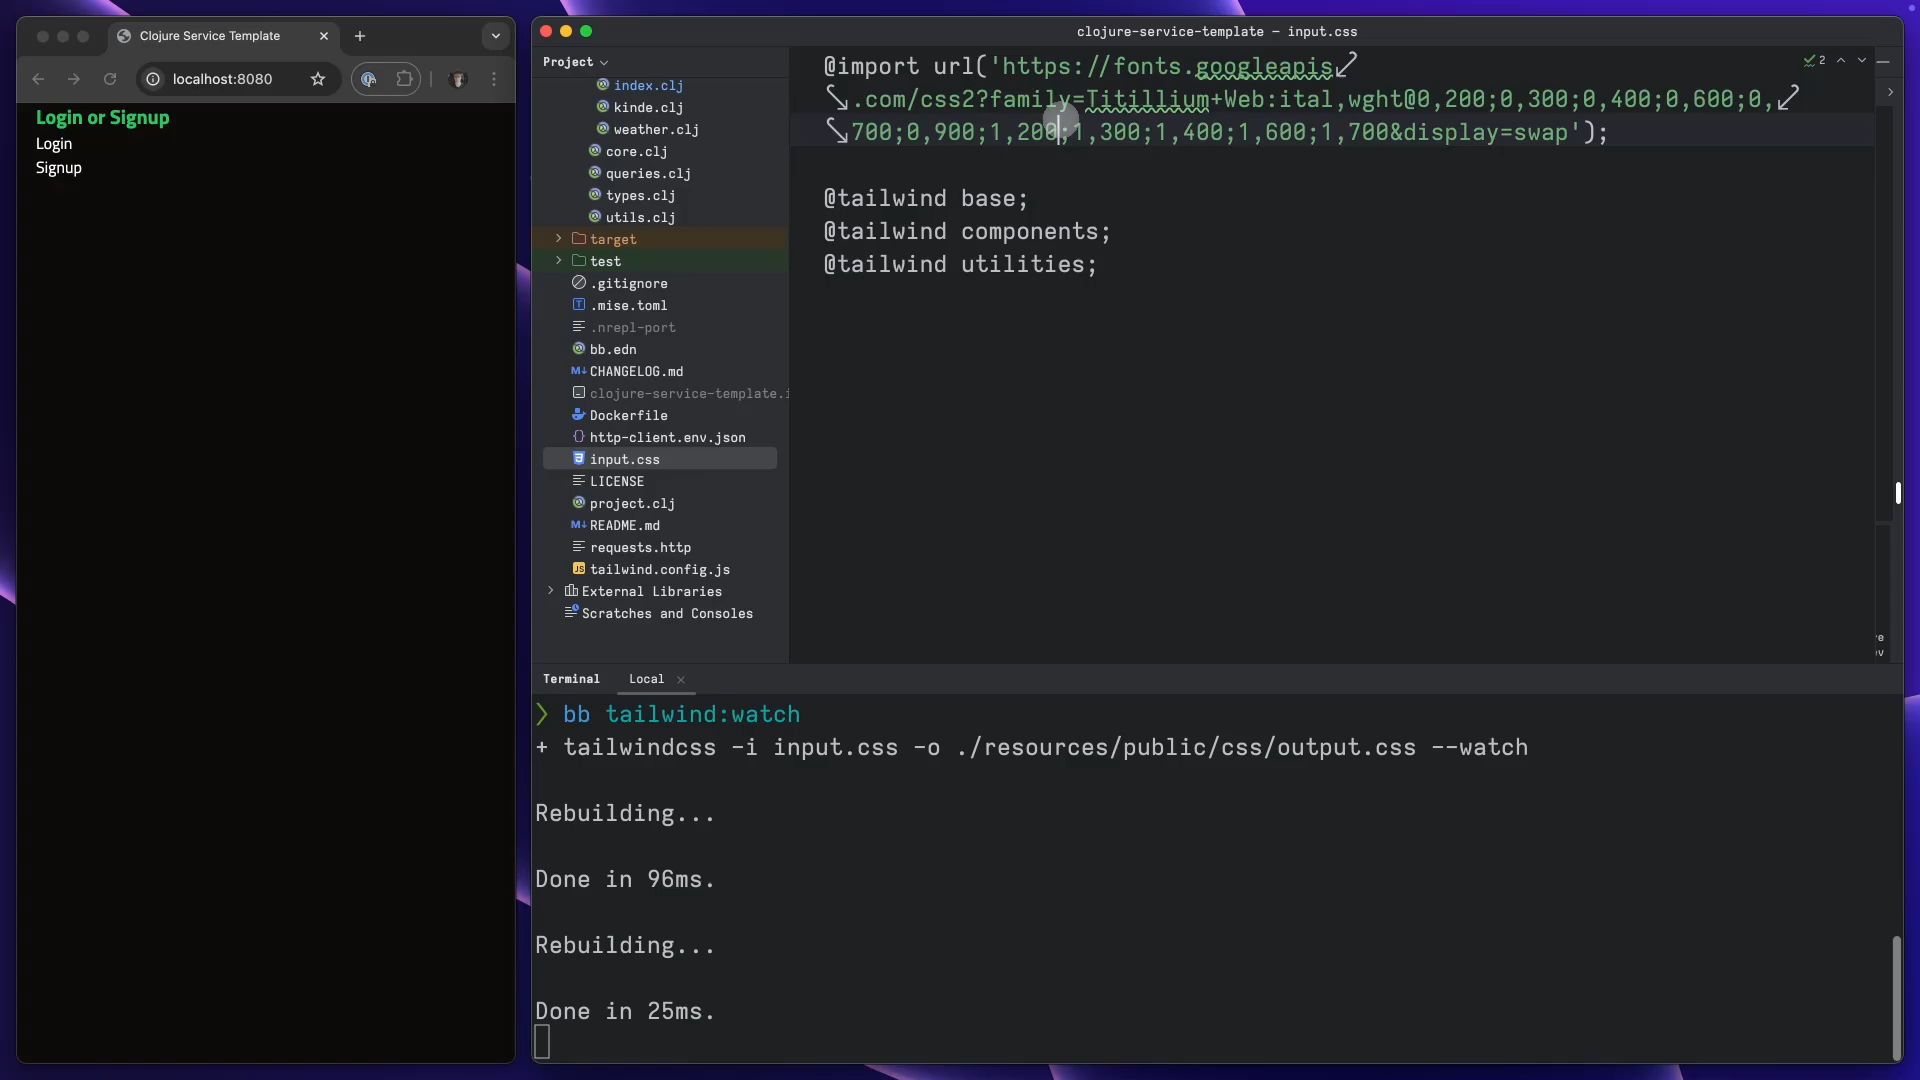 Clojure Service Template
localhost:8080
Login or Signup
Login
Signup
clojure-service-template – input.css
Project
index.clj
kinde.clj
weather.clj
core.clj
queries.clj
types.clj
utils.clj
target
test
.gitignore
.mise.toml
.nrepl-port
bb.edn
CHANGELOG.md
clojure-service-template.i
Dockerfile
http-client.env.json
input.css
LICENSE
project.clj
README.md
requests.http
tailwind.config.js
External Libraries
Scratches and Consoles
@import url('https://fonts.googleapis
.com/css2?family=Titillium+Web:ital,wght@0,200;0,300;0,400;0,600;0,
700;0,900;1,200;1,300;1,400;1,600;1,700&display=swap');
2
@tailwind base;
@tailwind components;
@tailwind utilities;
Terminal
Local
bb tailwind:watch
+ tailwindcss -i input.css -o ./resources/public/css/output.css --watch
Rebuilding...
Done in 96ms.
Rebuilding...
Done in 25ms.